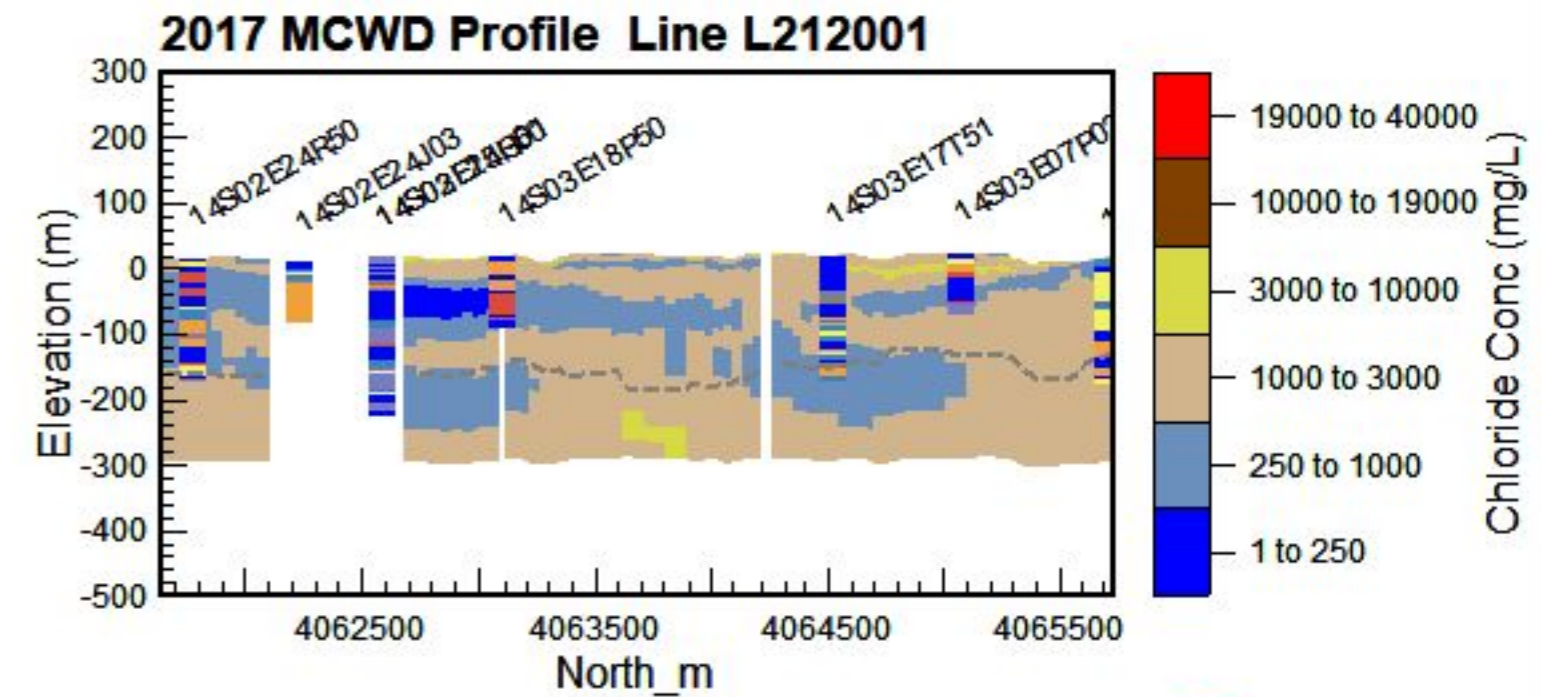 2017 MCWD Profile Line L212001
300
200
100
0
-100
-200
-300
-400
-500
Elevation (m)
14S02E24R50
14S02E24J03
14S03E18P50
14S03E17T51
14S03E07P0
4062500
4063500
4064500
4065500
North_m
19000 to 40000
10000 to 19000
3000 to 10000
1000 to 3000
250 to 1000
1 to 250
Chloride Conc (mg/L)